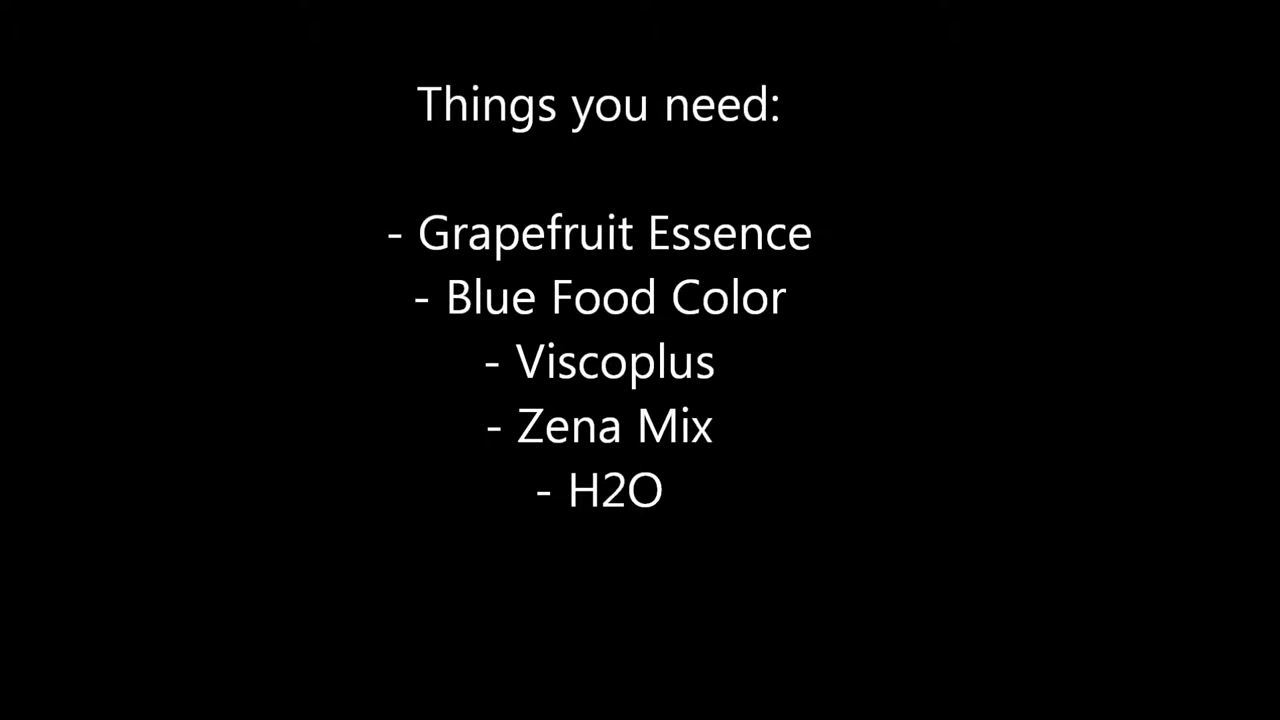 Things you need:
- Grapefruit Essence
- Blue Food Color
- Viscoplus
- Zena Mix
- H2O